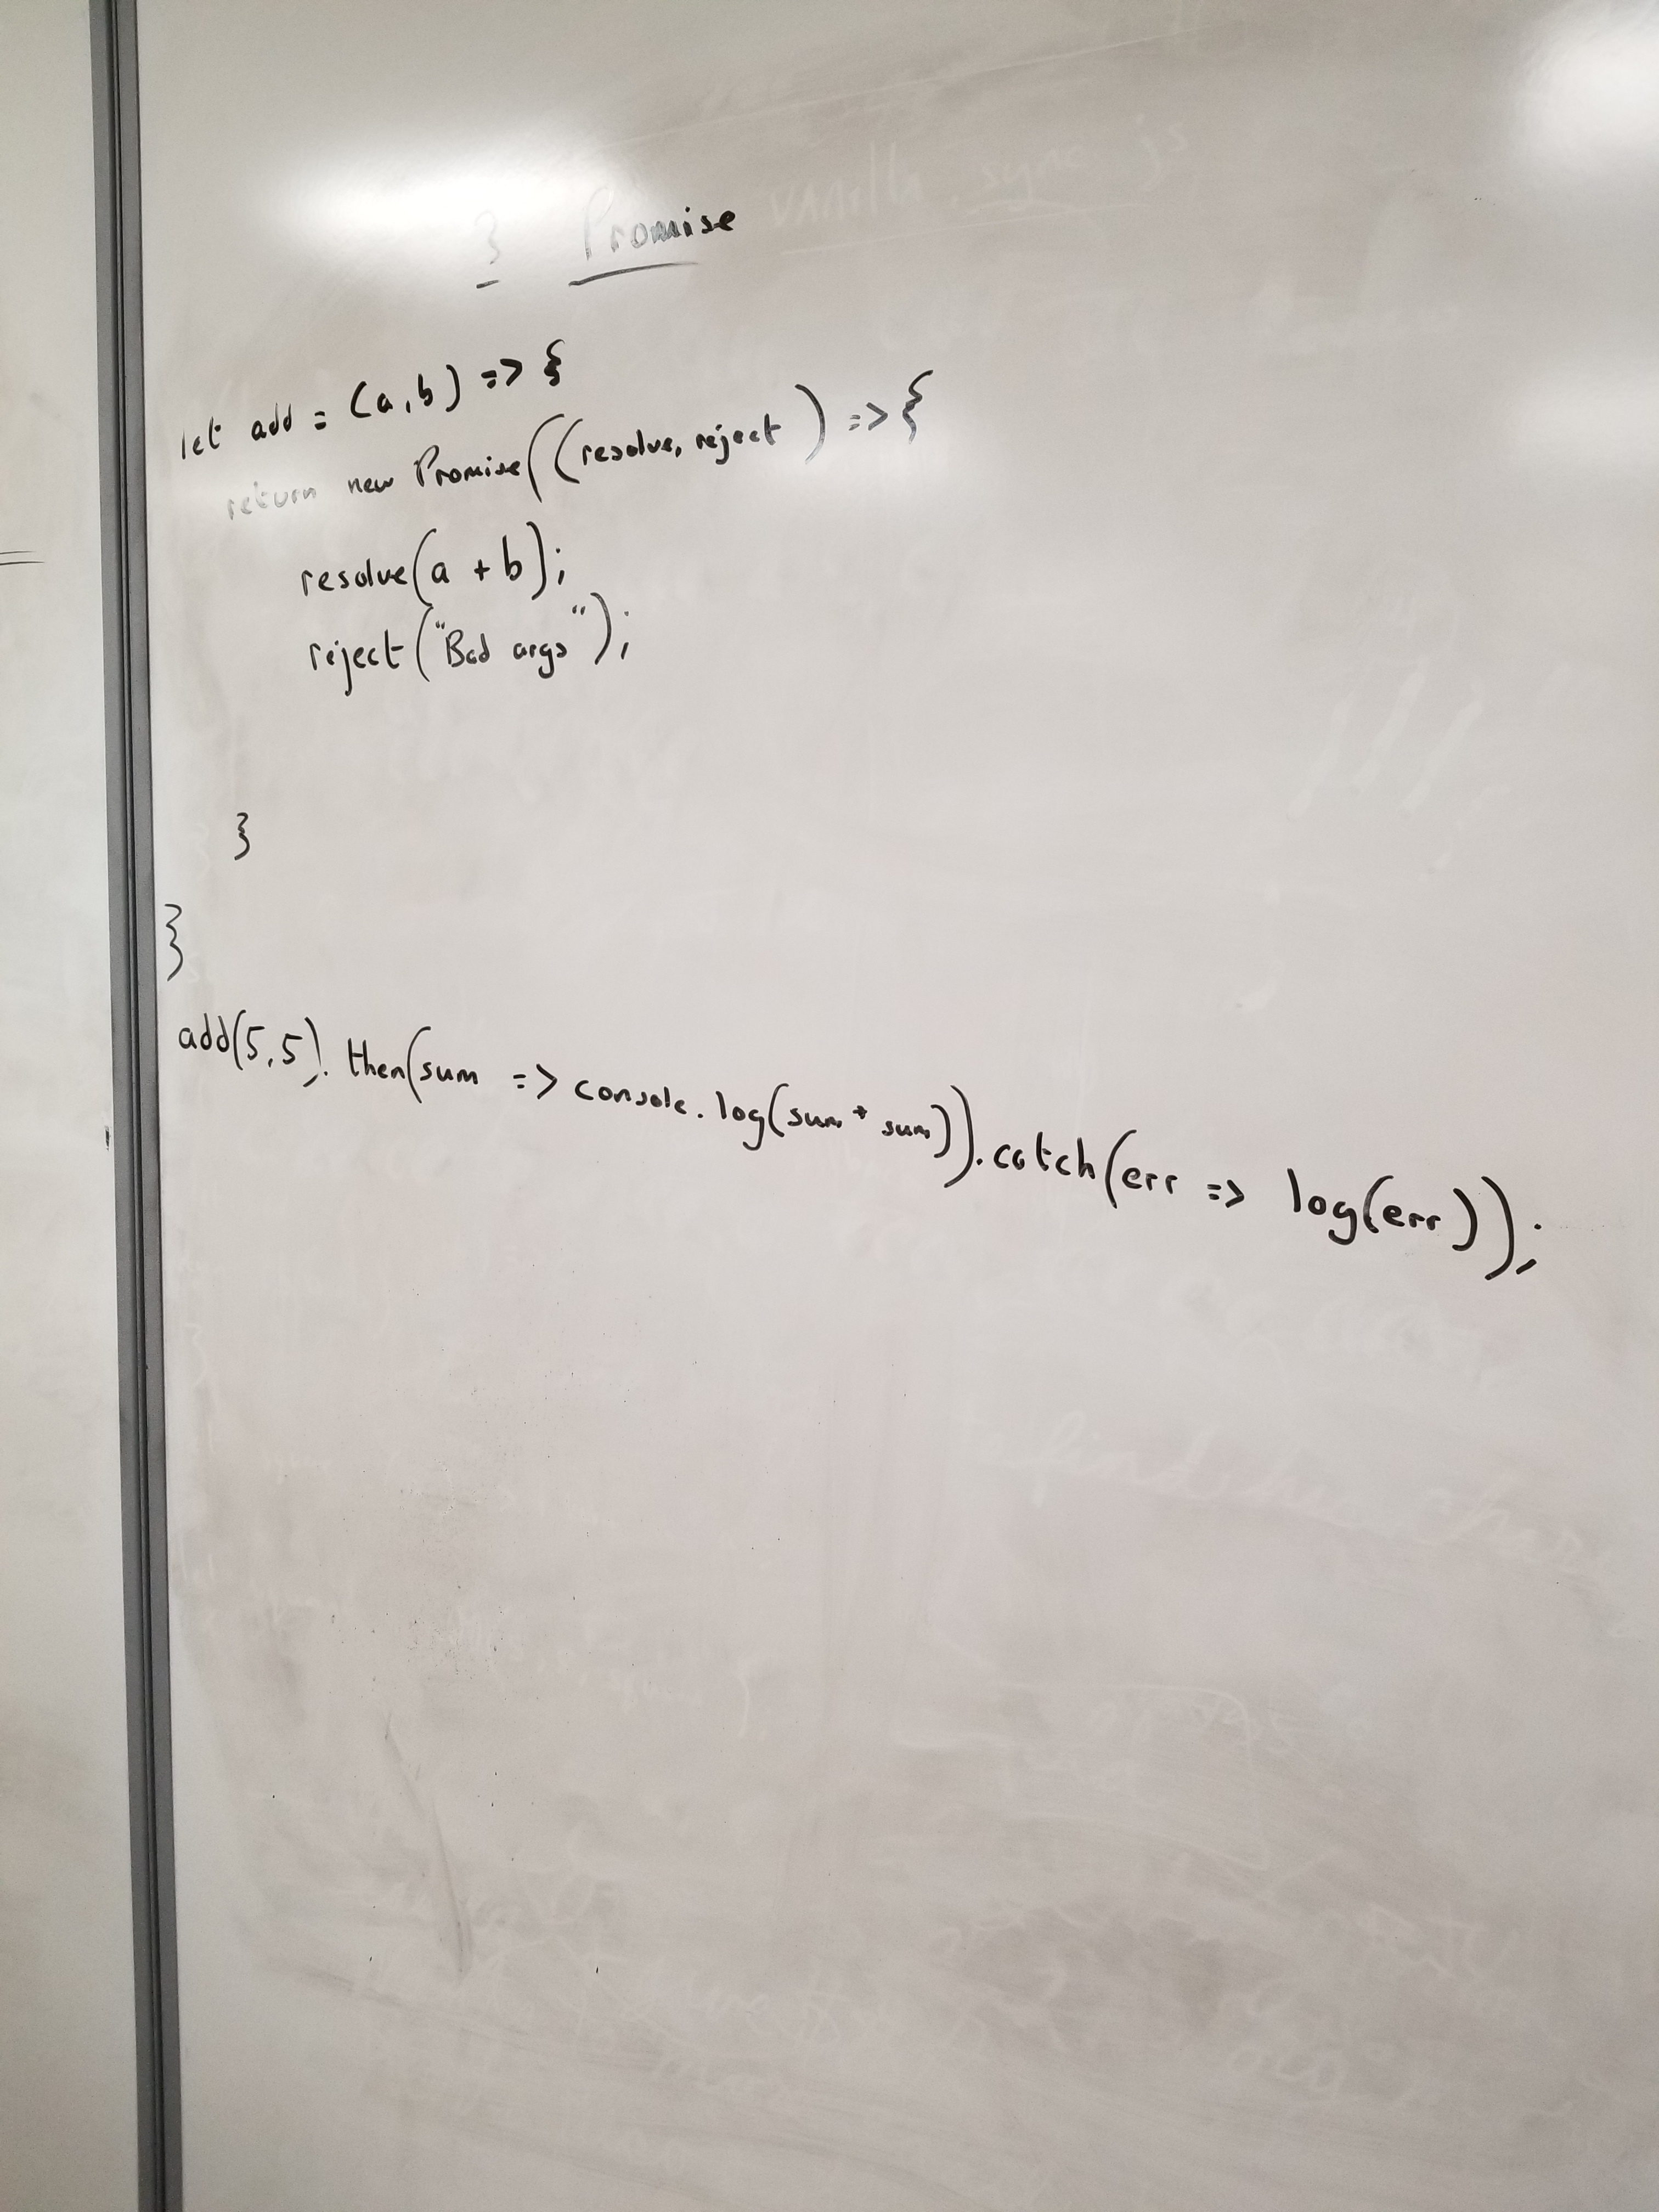 3 Promise vanilla sync js
let add = (a,b) => {
return new Promise((resolve, reject) => {
resolve(a + b);
reject("Bad args");
}
}
add(5,5).then(sum => console.log(sum + sum)).catch(err => log(err));